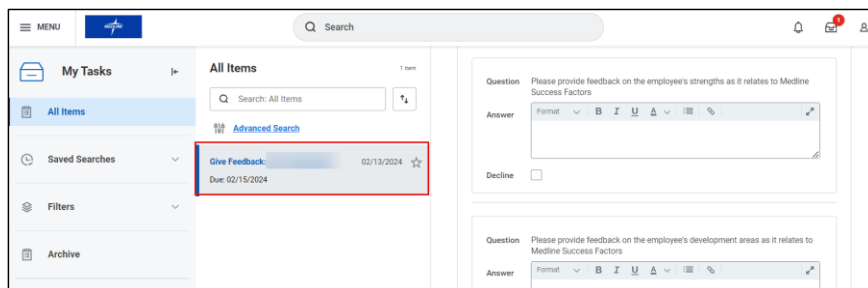 MENU
MEDLINE
Search
1
My Tasks
All Items
1 item
Search: All Items
Advanced Search
All Items
Saved Searches
Filters
Archive
Give Feedback:
02/13/2024
Due: 02/15/2024
Question Please provide feedback on the employee's strengths as it relates to Medline
Success Factors
Answer
Format B I U A
Decline
Question Please provide feedback on the employee's development areas as it relates to
Medline Success Factors
Answer
Format B I U A